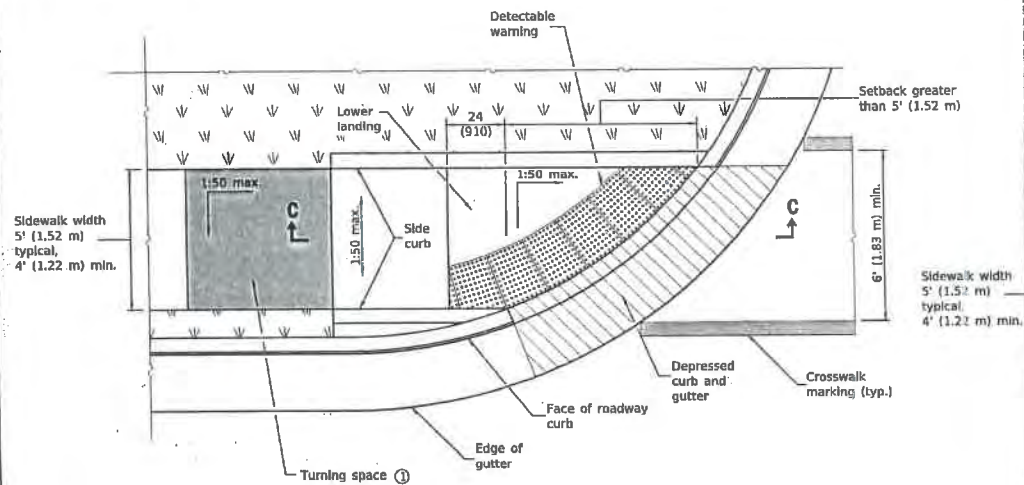 Detectable
warning
Lower
landing
24
(910)
Setback greater
than 5' (1.52 m)
1:50 max.
1:50 max.
Sidewalk width
5' (1.52 m)
typical,
4' (1.22 m) min.
C
1:50 max.
Side
curb
C
6' (1.83 m) min.
Sidewalk width
5' (1.52 m)
typical,
4' (1.22 m) min.
Depressed
curb and
gutter
Crosswalk
marking (typ.)
Face of roadway
curb
Edge of
gutter
Turning space ①